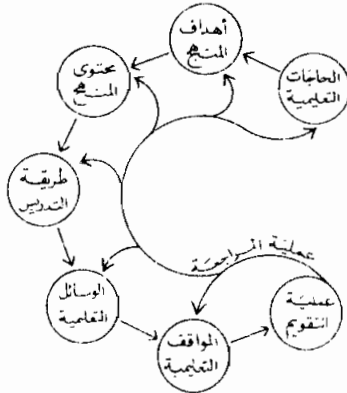 أهداف
المنهج
محتوى
المنهج
الحاجات
التعليمية
طريقة
التدريس
عملية المراجعة
الوسائل
التعليمية
عملية
التقويم
المواقف
التعليمية